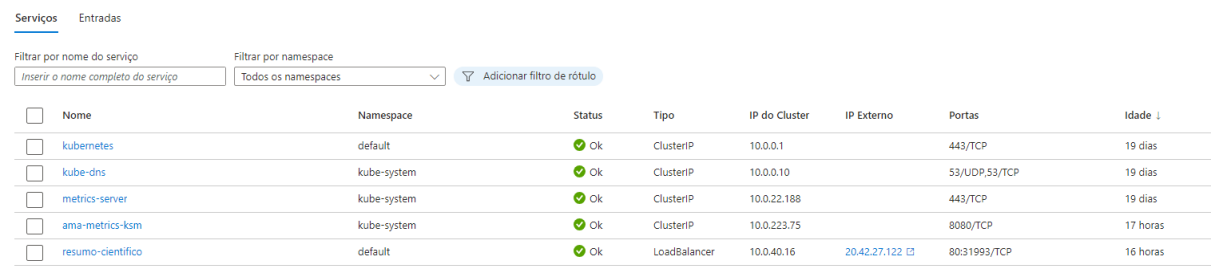 Serviços Entradas
Filtrar por nome do serviço Filtrar por namespace
Inserir o nome completo do serviço Todos os namespaces Adicionar filtro de rótulo
Nome Namespace Status Tipo IP do Cluster IP Externo Portas Idade ↓
kubernetes default Ok ClusterIP 10.0.0.1 443/TCP 19 dias
kube-dns kube-system Ok ClusterIP 10.0.0.10 53/UDP,53/TCP 19 dias
metrics-server kube-system Ok ClusterIP 10.0.22.188 443/TCP 19 dias
ama-metrics-ksm kube-system Ok ClusterIP 10.0.223.75 8080/TCP 17 horas
resumo-cientifico default Ok LoadBalancer 10.0.40.16 20.42.27.122 80:31993/TCP 16 horas